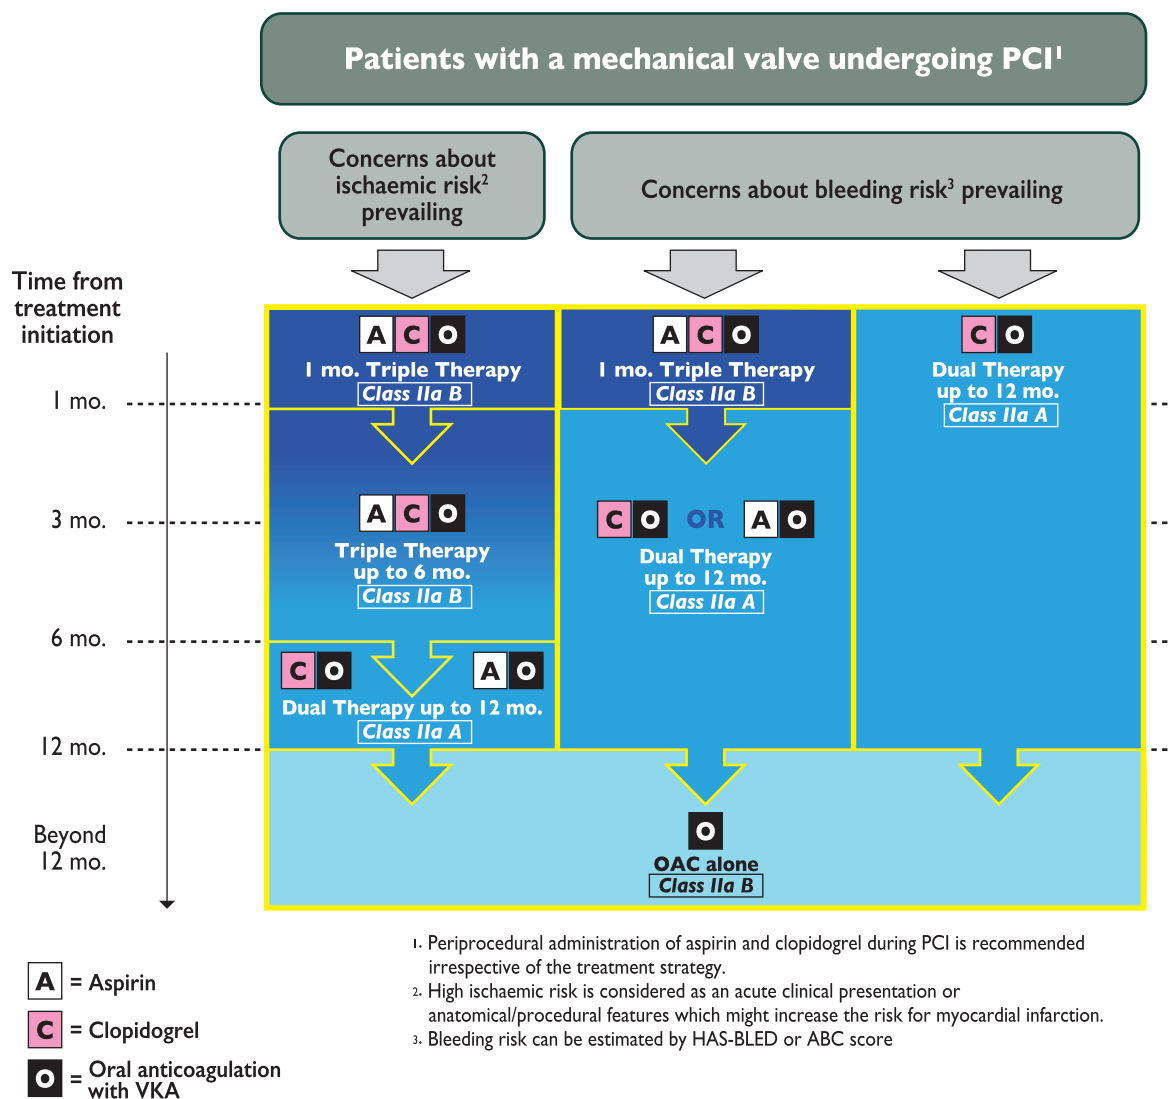 Patients with a mechanical valve undergoing PCI¹
Concerns about
ischaemic risk²
prevailing
Concerns about bleeding risk³ prevailing
Time from
treatment
initiation
A C O
1 mo. Triple Therapy
Class IIa B
A C O
1 mo. Triple Therapy
Class IIa B
C O
Dual Therapy
up to 12 mo.
Class IIa A
1 mo.
A C O
Triple Therapy
up to 6 mo.
Class IIa B
C O OR A O
Dual Therapy
up to 12 mo.
Class IIa A
3 mo.
6 mo.
C O A O
Dual Therapy up to 12 mo.
Class IIa A
12 mo.
Beyond
12 mo.
O
OAC alone
Class IIa B
A = Aspirin
C = Clopidogrel
O = Oral anticoagulation
with VKA
1. Periprocedural administration of aspirin and clopidogrel during PCI is recommended
irrespective of the treatment strategy.
2. High ischaemic risk is considered as an acute clinical presentation or
anatomical/procedural features which might increase the risk for myocardial infarction.
3. Bleeding risk can be estimated by HAS-BLED or ABC score